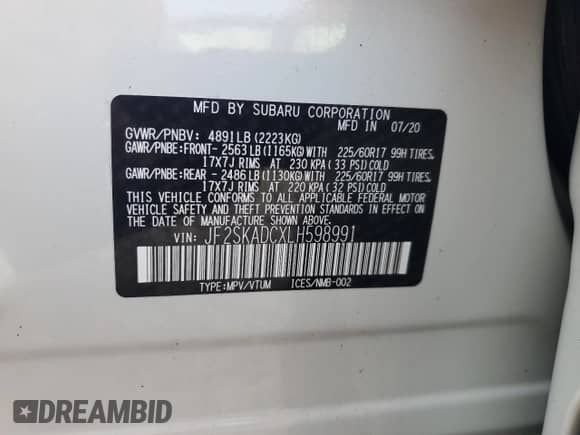 MFD BY SUBARU CORPORATION
MFD IN 07/20
GVWR/PNBV: 4891LB(2223KG)
GAWR/PNBE:FRONT- 2563LB(1165KG)WITH 225/60R17 99H TIRES,
17X7J RIMS AT 230 KPA( 33 PSI)COLD
GAWR/PNBE:REAR - 2486LB(1130KG)WITH 225/60R17 99H TIRES,
17X7J RIMS AT 220 KPA( 32 PSI)COLD
THIS VEHICLE CONFORMS TO ALL APPLICABLE FEDERAL MOTOR
VEHICLE SAFETY AND THEFT PREVENTION STANDARDS IN
EFFECT ON THE DATE OF MANUFACTURE SHOWN ABOVE.
VIN: JF2SKADCXLH598991
TYPE:MPV/VTUM ICES/NMB-002
DREAMBID